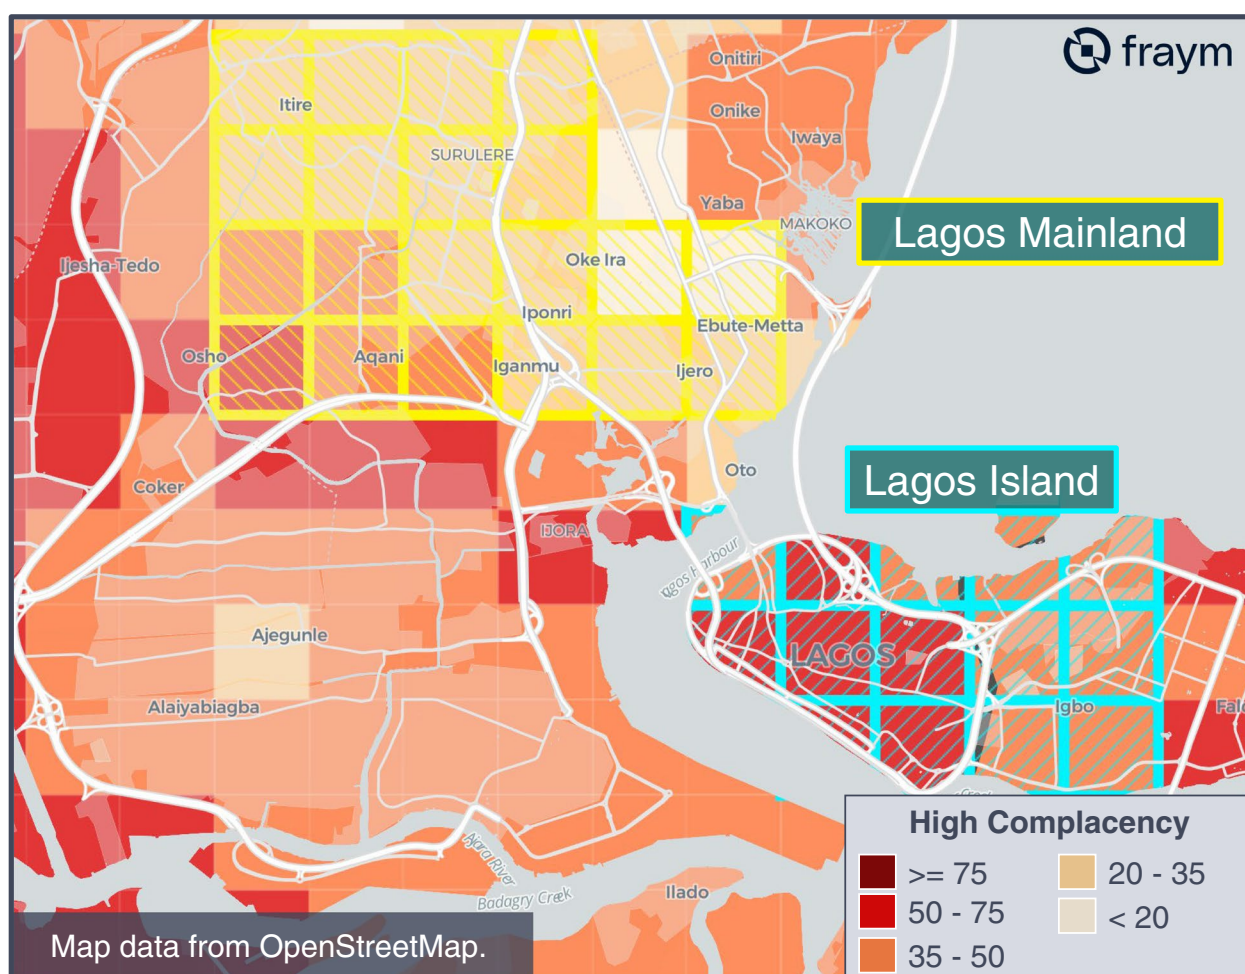 fraym
Onitiri
Itire
Onike
Iwaya
SURULERE
Yaba
MAKOKO
Lagos Mainland
Ijesha-Tedo
Oke Ira
Iponri
Ebute-Metta
Osho
Aqani
Iganmu
Ijero
Oto
Lagos Island
Coker
IJORA
agos Harbour
Ajegunle
LAGOS
Alaiyabiagba
Igbo
Falo
High Complacency
>= 75
20 - 35
50 - 75
< 20
35 - 50
Ajara River
Badagry Creek
Ilado
Map data from OpenStreetMap.